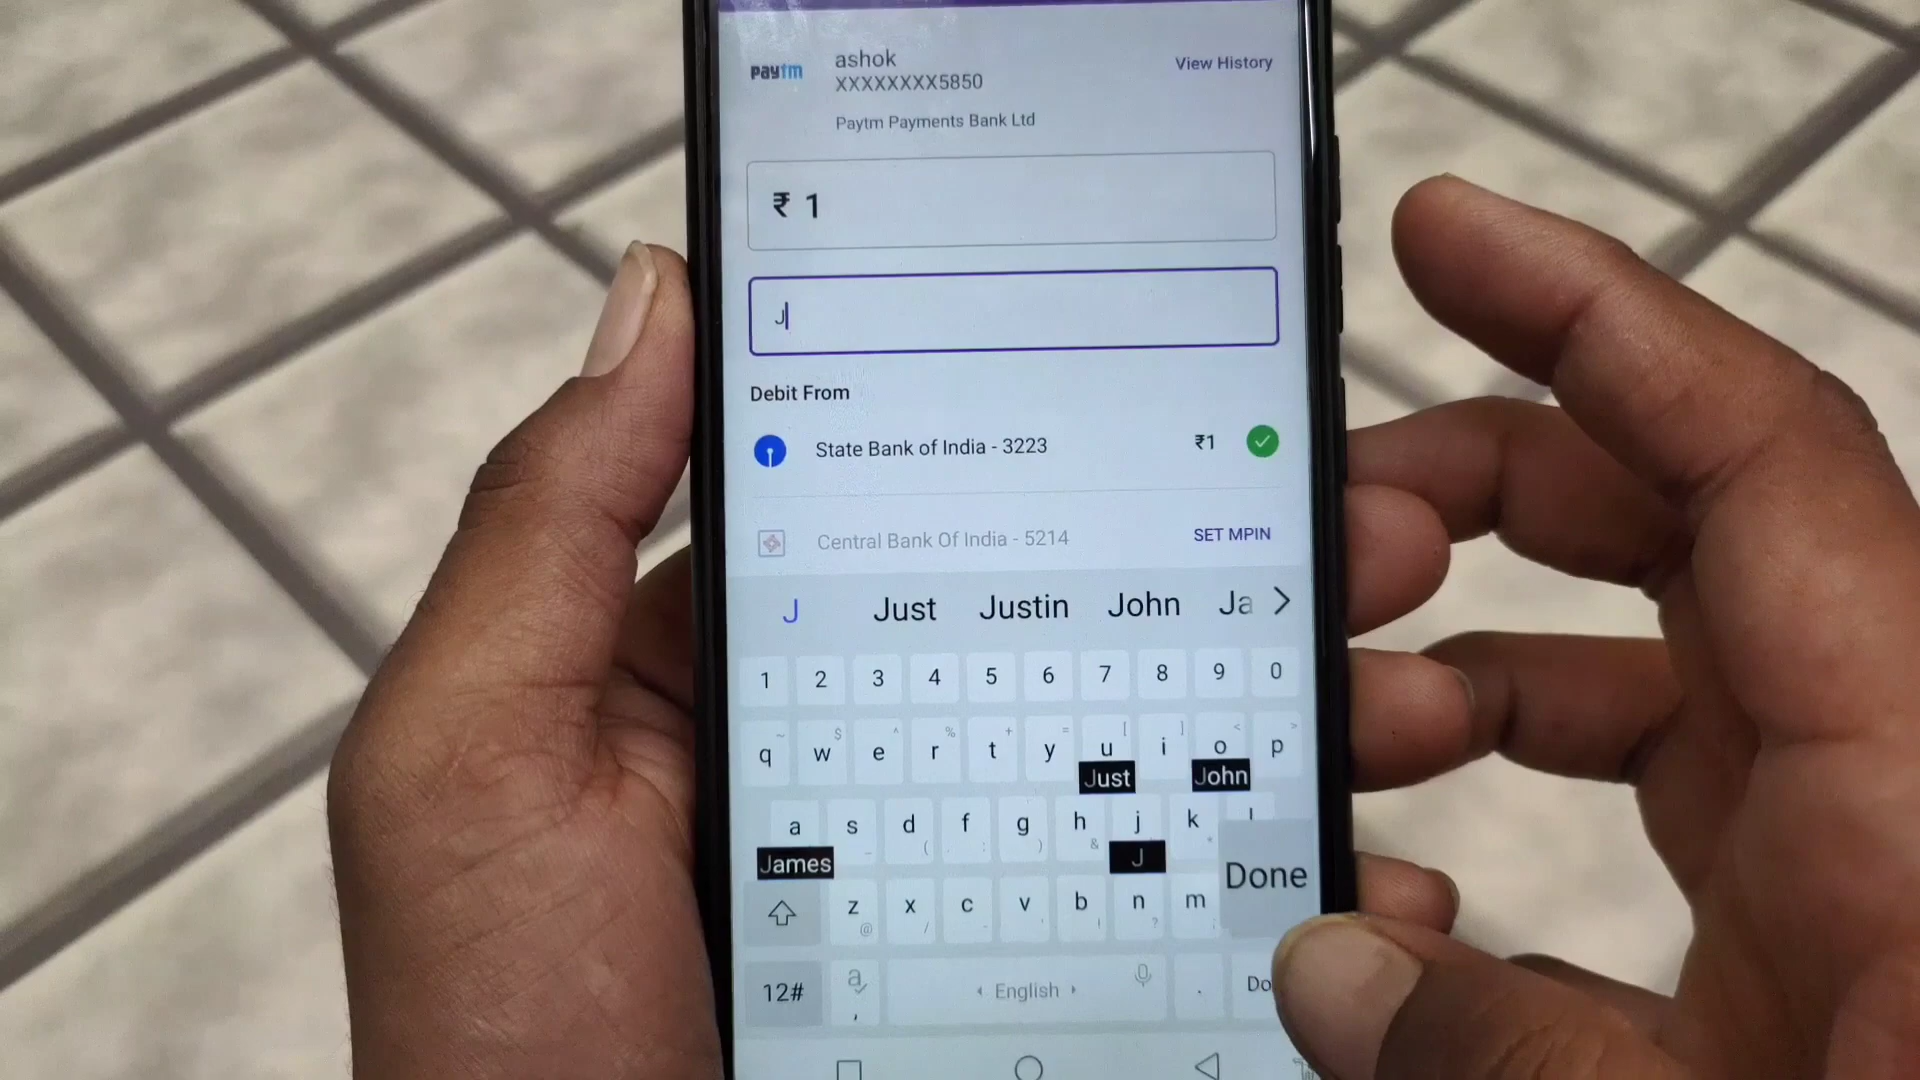 paytm
ashok
View History
XXXXXXXX5850
Paytm Payments Bank Ltd
₹ 1
J
Debit From
State Bank of India - 3223 ₹1
Central Bank Of India - 5214 SET MPIN
J Just Justin John Ja
1 2 3 4 5 6 7 8 9 0
~ $ ^ % + = [ ] < >
q w e r t y u i o p
Just John
a s d f g h j k l
_ ( : ) & *
James J Done
z x c v b n m
@ / - ' ! ? ;
12# a , English . Do